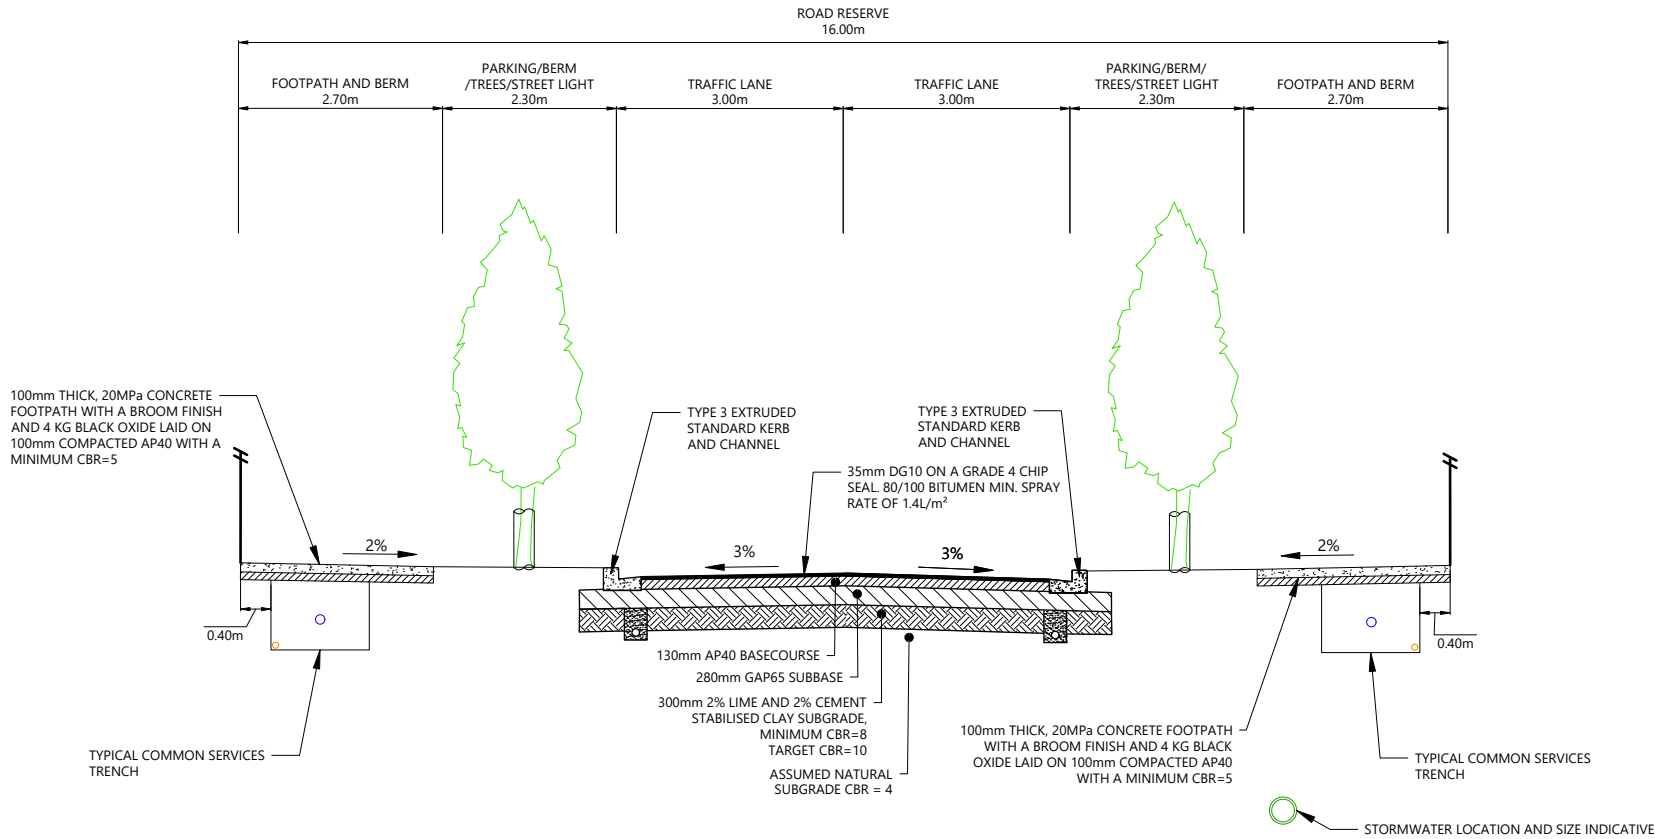 ROAD RESERVE
16.00m
FOOTPATH AND BERM
2.70m
PARKING/BERM
/TREES/STREET LIGHT
2.30m
TRAFFIC LANE
3.00m
TRAFFIC LANE
3.00m
PARKING/BERM/
TREES/STREET LIGHT
2.30m
FOOTPATH AND BERM
2.70m
100mm THICK, 20MPa CONCRETE
FOOTPATH WITH A BROOM FINISH
AND 4 KG BLACK OXIDE LAID ON
100mm COMPACTED AP40 WITH A
MINIMUM CBR=5
TYPE 3 EXTRUDED
STANDARD KERB
AND CHANNEL
TYPE 3 EXTRUDED
STANDARD KERB
AND CHANNEL
35mm DG10 ON A GRADE 4 CHIP
SEAL. 80/100 BITUMEN MIN. SPRAY
RATE OF 1.4L/m²
2%
3%
3%
2%
0.40m
0.40m
130mm AP40 BASECOURSE
280mm GAP65 SUBBASE
300mm 2% LIME AND 2% CEMENT
STABILISED CLAY SUBGRADE,
MINIMUM CBR=8
TARGET CBR=10
ASSUMED NATURAL
SUBGRADE CBR = 4
TYPICAL COMMON SERVICES
TRENCH
100mm THICK, 20MPa CONCRETE FOOTPATH
WITH A BROOM FINISH AND 4 KG BLACK
OXIDE LAID ON 100mm COMPACTED AP40
WITH A MINIMUM CBR=5
TYPICAL COMMON SERVICES
TRENCH
STORMWATER LOCATION AND SIZE INDICATIVE